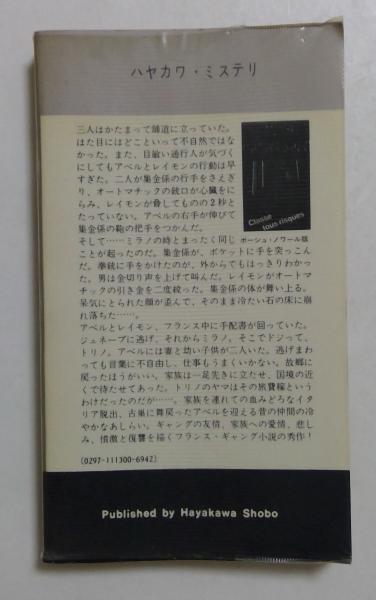 ハヤカワ・ミステリ
三人はかたまって舗道に立っていた。
はた目にはどこといって不自然ではな
かった。また、目敏い通行人が気づく
にしてもアベルとレイモンの行動は早
すぎた。二人が集金係の行手をさえぎ
り、オートマチックの銃口が心臓をに
らみ、レイモンが脅してものの2秒と
たっていない。アベルの右手が伸びて
集金係の鞄の把手をつかんだ。
そして……ミラノの時とまったく同じ
ことが起ったのだ。集金係が、ポケットに手を突っこん
だ。拳銃に手をかけたのが、外からでもはっきりわかっ
た。男は金切り声を上げて叫んだ。レイモンがオートマ
チックの引き金を二度絞った。集金係の体が舞い上る。
呆気にとられた顔が歪んで、そのまま冷たい石の床に崩
れ落ちた……。
アベルとレイモン、フランス中に手配書が回っていた。
ジュネーブに逃げ、それからミラノ。そこでドジって、
トリノ。アベルには妻と幼い子供が二人いた。逃げまわ
っても言葉に不自由し、仕事もうまくいかない。故郷に
戻ったほうがいい。家族は一足先きに立たせ、国境の近
くで待たせてあった。トリノのヤマはその旅費稼という
わけだったのだが……。家族を連れての血みどろなイタ
リア脱出、古巣に舞戻ったアベルを迎える昔の仲間の冷
やかなあしらい。ギャングの友情、家族への愛情、悲し
み、憤激と復讐を描くフランス・ギャング小説の秀作！
Classe
tous risques
ポーシュ・ノワール版
(0297-111300-6942)
Published by Hayakawa Shobo